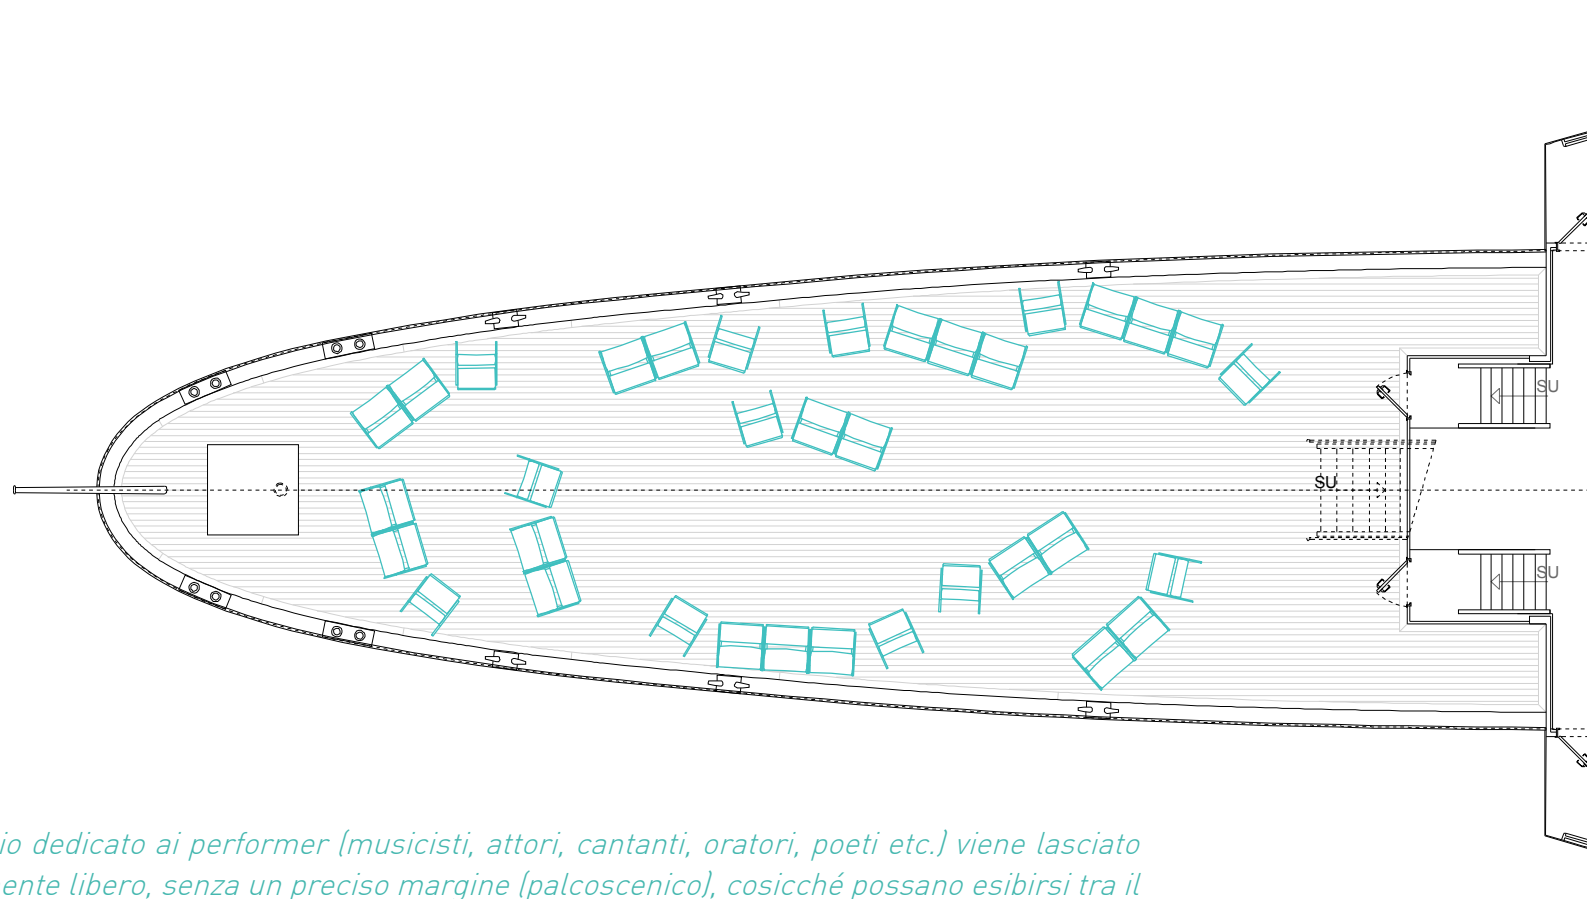 SU
SU
SU
io dedicato ai performer (musicisti, attori, cantanti, oratori, poeti etc.) viene lasciato
ente libero, senza un preciso margine (palcoscenico), cosicché possano esibirsi tra il